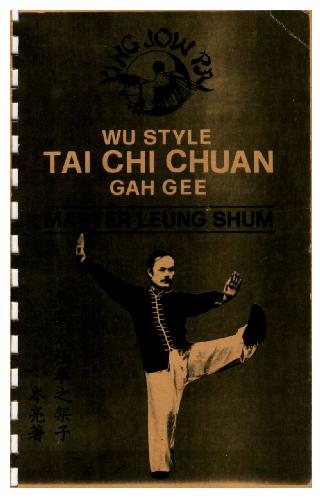 YING JOW PAI
WU STYLE
TAI CHI CHUAN
GAH GEE
MASTER LEUNG SHUM
拳之架子
岑亮著